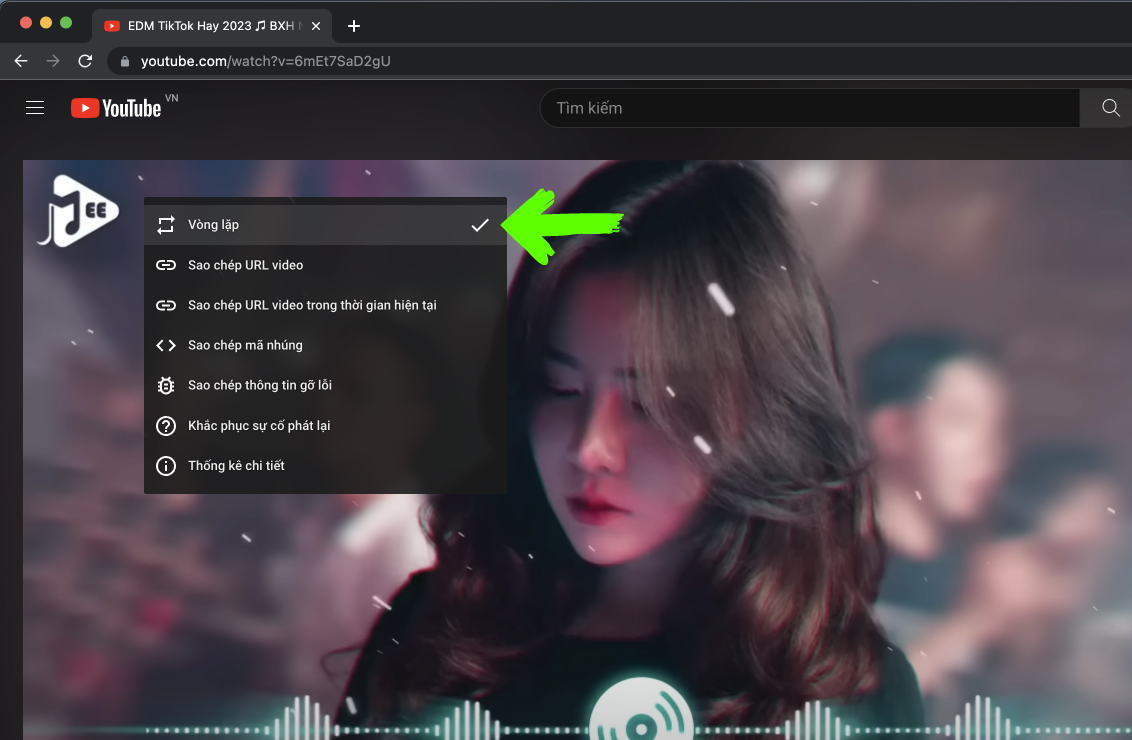 EDM TikTok Hay 2023 ♫ BXH
youtube.com/watch?v=6mEt7SaD2gU
YouTube VN
Tìm kiếm
EE
Vòng lặp
Sao chép URL video
Sao chép URL video trong thời gian hiện tại
Sao chép mã nhúng
Sao chép thông tin gỡ lỗi
Khắc phục sự cố phát lại
Thống kê chi tiết